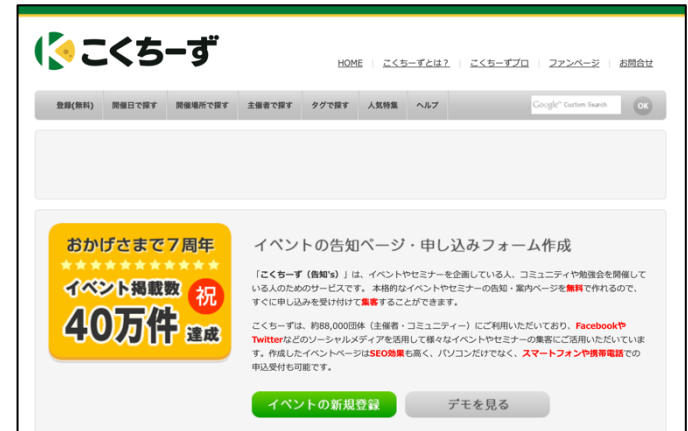 こくちーず
HOME | こくちーずとは？ | こくちーずプロ | ファンページ | お問合せ
登録(無料) 開催日で探す 開催場所で探す 主催者で探す タグで探す 人気特集 ヘルプ Google™ Custom Search OK
おかげさまで7周年
★★★★★★★★★★
イベント掲載数
祝
40万件 達成
イベントの告知ページ・申し込みフォーム作成
「こくちーず（告知's）」は、イベントやセミナーを企画している人、コミュニティや勉強会を開催して
いる人のためのサービスです。 本格的なイベントやセミナーの告知・案内ページを無料で作れるので、
すぐに申し込みを受け付けて集客することができます。
こくちーずは、約88,000団体（主催者・コミュニティー）にご利用いただいており、Facebookや
Twitterなどのソーシャルメディアを活用して様々なイベントやセミナーの集客にご活用いただいていま
す。作成したイベントページはSEO効果も高く、パソコンだけでなく、スマートフォンや携帯電話での
申込受付も可能です。
イベントの新規登録 デモを見る